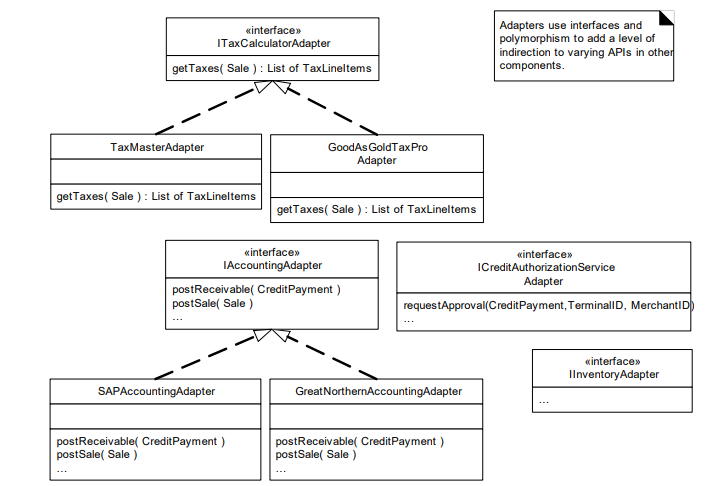 «interface»
ITaxCalculatorAdapter
getTaxes( Sale ) : List of TaxLineItems
Adapters use interfaces and
polymorphism to add a level of
indirection to varying APIs in other
components.
TaxMasterAdapter
getTaxes( Sale ) : List of TaxLineItems
GoodAsGoldTaxPro
Adapter
getTaxes( Sale ) : List of TaxLineItems
«interface»
IAccountingAdapter
postReceivable( CreditPayment )
postSale( Sale )
...
«interface»
ICreditAuthorizationService
Adapter
requestApproval(CreditPayment,TerminalID, MerchantID)
...
«interface»
IInventoryAdapter
...
SAPAccountingAdapter
postReceivable( CreditPayment )
postSale( Sale )
...
GreatNorthernAccountingAdapter
postReceivable( CreditPayment )
postSale( Sale )
...